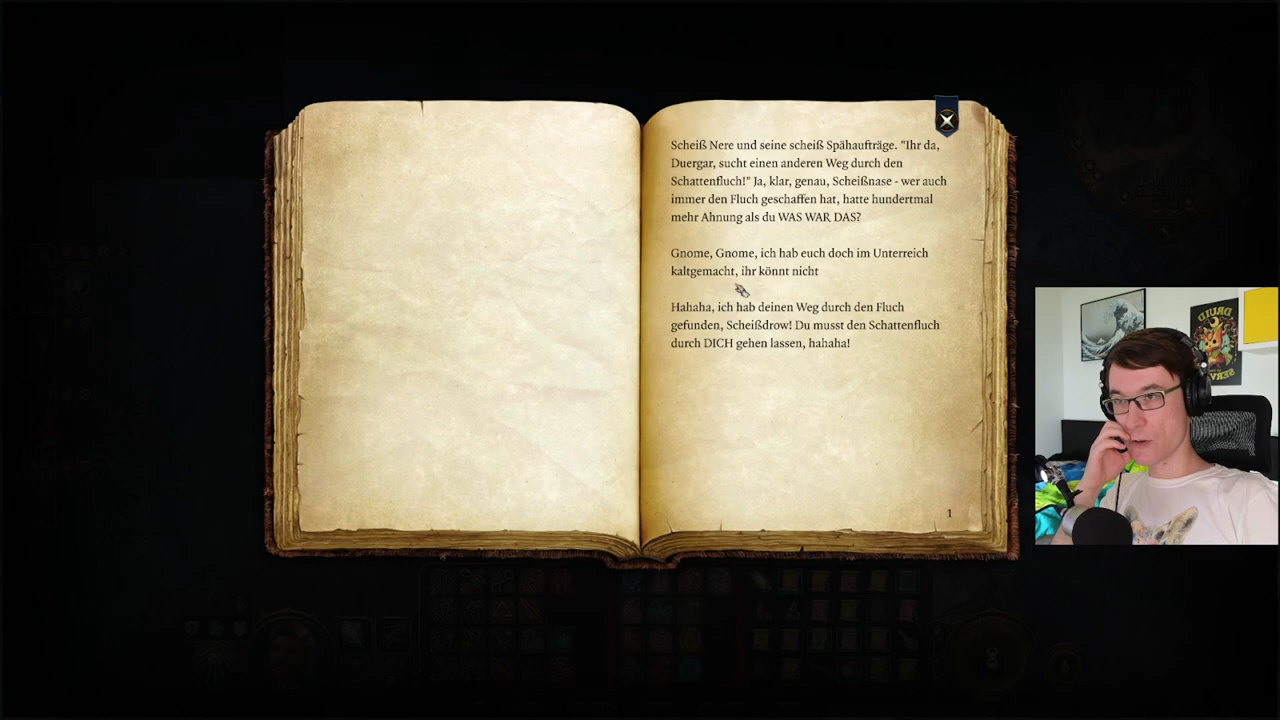 Scheiß Nere und seine scheiß Spähaufträge. "Ihr da,
Duergar, sucht einen anderen Weg durch den
Schattenfluch!" Ja, klar, genau, Scheißnase - wer auch
immer den Fluch geschaffen hat, hatte hundertmal
mehr Ahnung als du WAS WAR DAS?
Gnome, Gnome, ich hab euch doch im Unterreich
kaltgemacht, ihr könnt nicht
Hahaha, ich hab deinen Weg durch den Fluch
gefunden, Scheißdrow! Du musst den Schattenfluch
durch DICH gehen lassen, hahaha!
1
DRUID